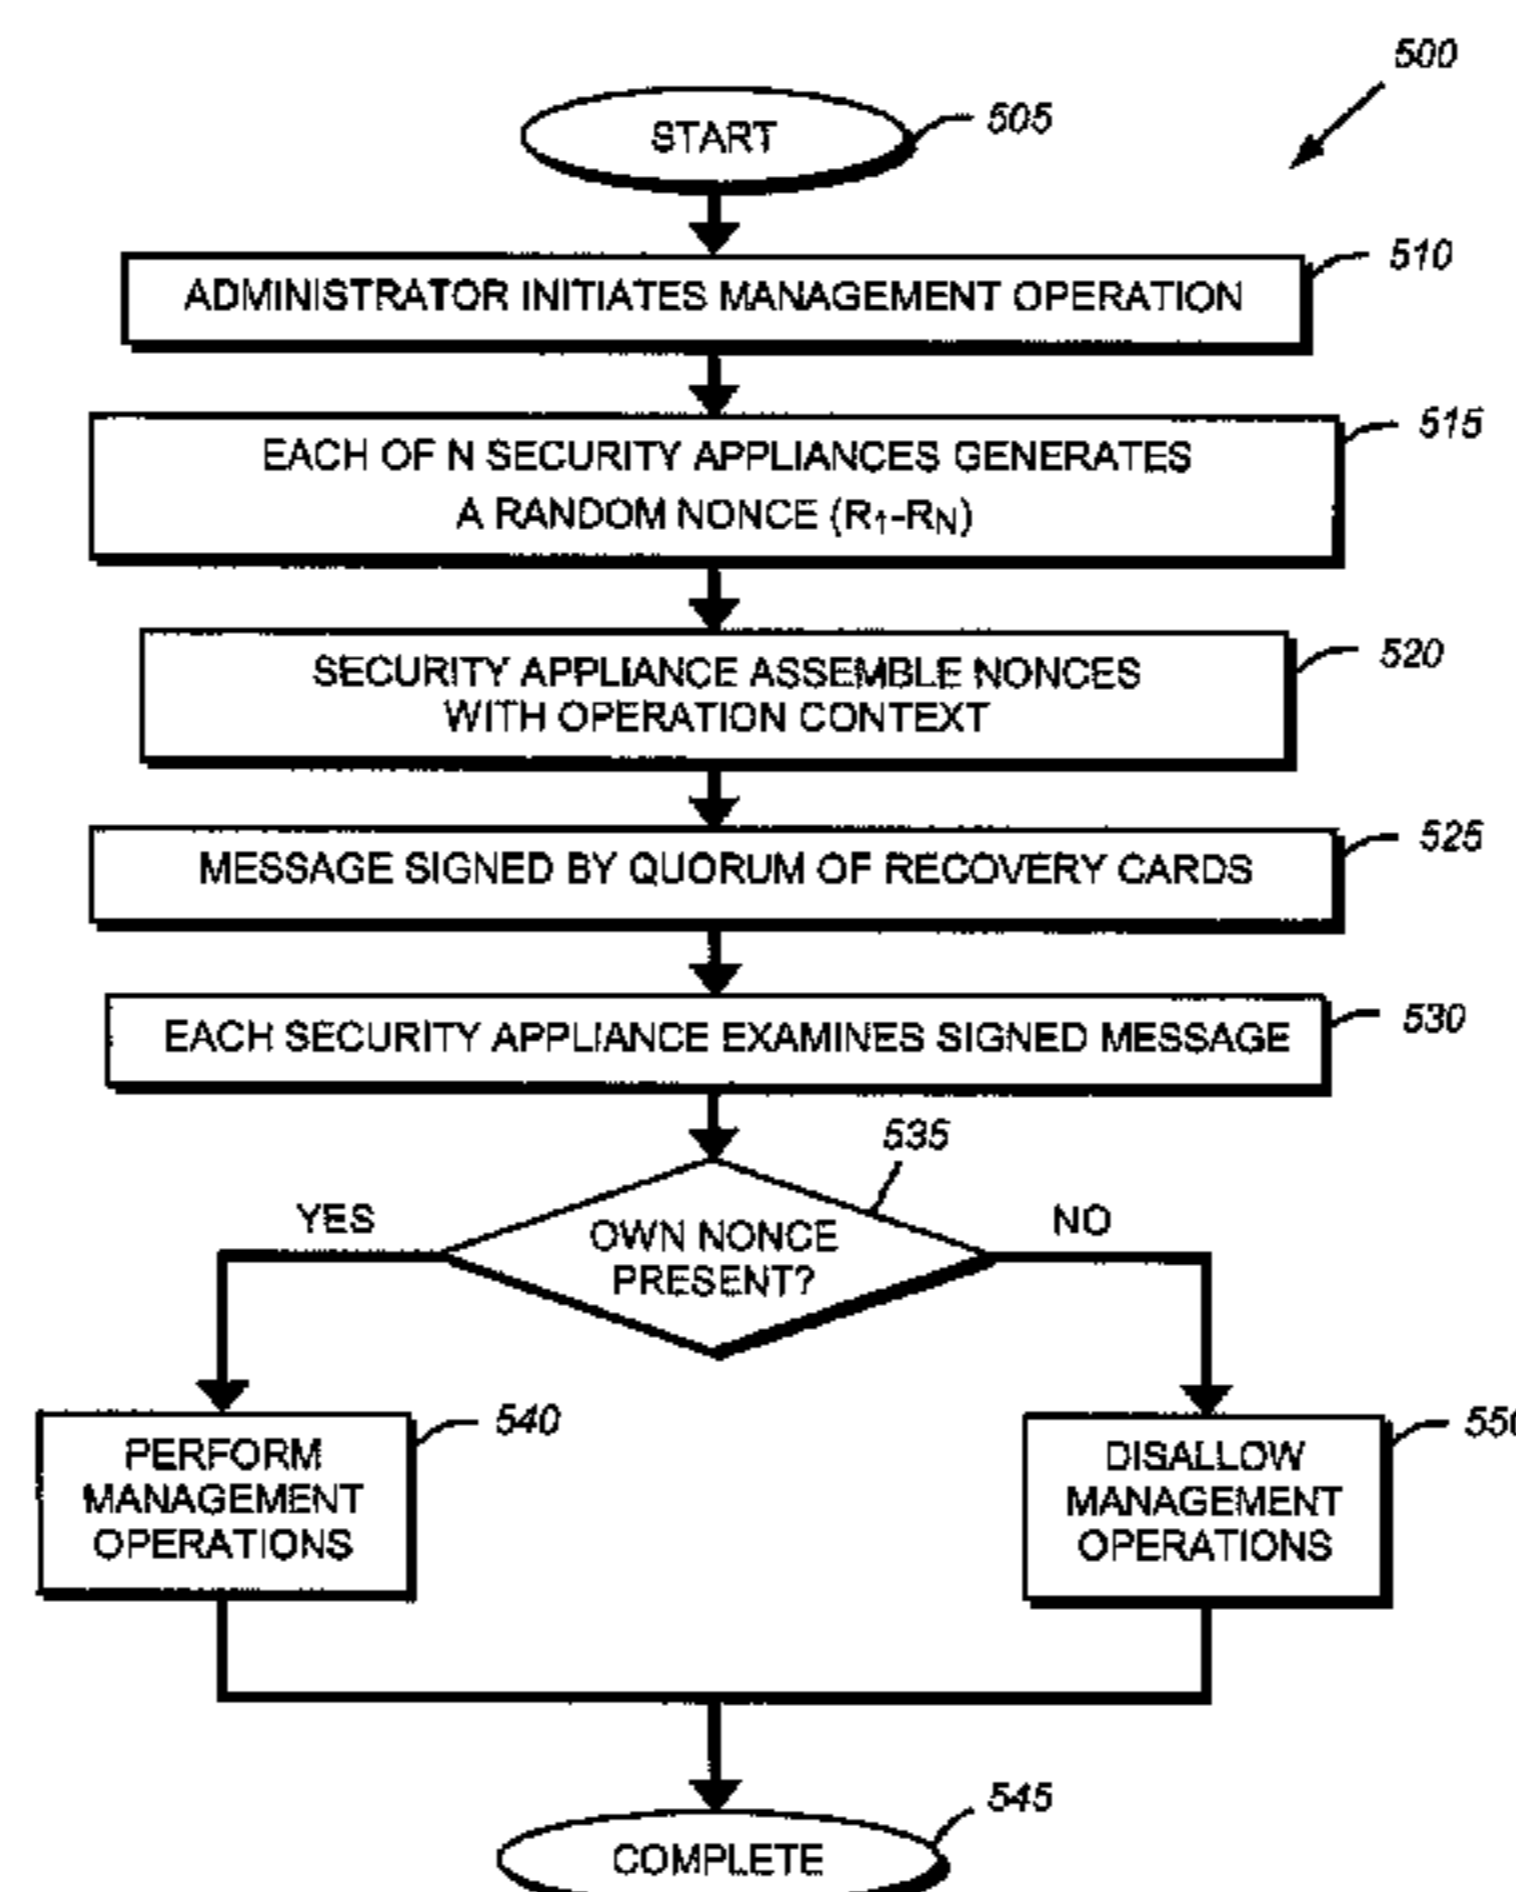 500
START
505
ADMINISTRATOR INITIATES MANAGEMENT OPERATION
510
EACH OF N SECURITY APPLIANCES GENERATES
A RANDOM NONCE (R1-RN)
515
SECURITY APPLIANCE ASSEMBLE NONCES
WITH OPERATION CONTEXT
520
MESSAGE SIGNED BY QUORUM OF RECOVERY CARDS
525
EACH SECURITY APPLIANCE EXAMINES SIGNED MESSAGE
530
535
YES
OWN NONCE
PRESENT?
NO
PERFORM
MANAGEMENT
OPERATIONS
540
DISALLOW
MANAGEMENT
OPERATIONS
550
COMPLETE
545